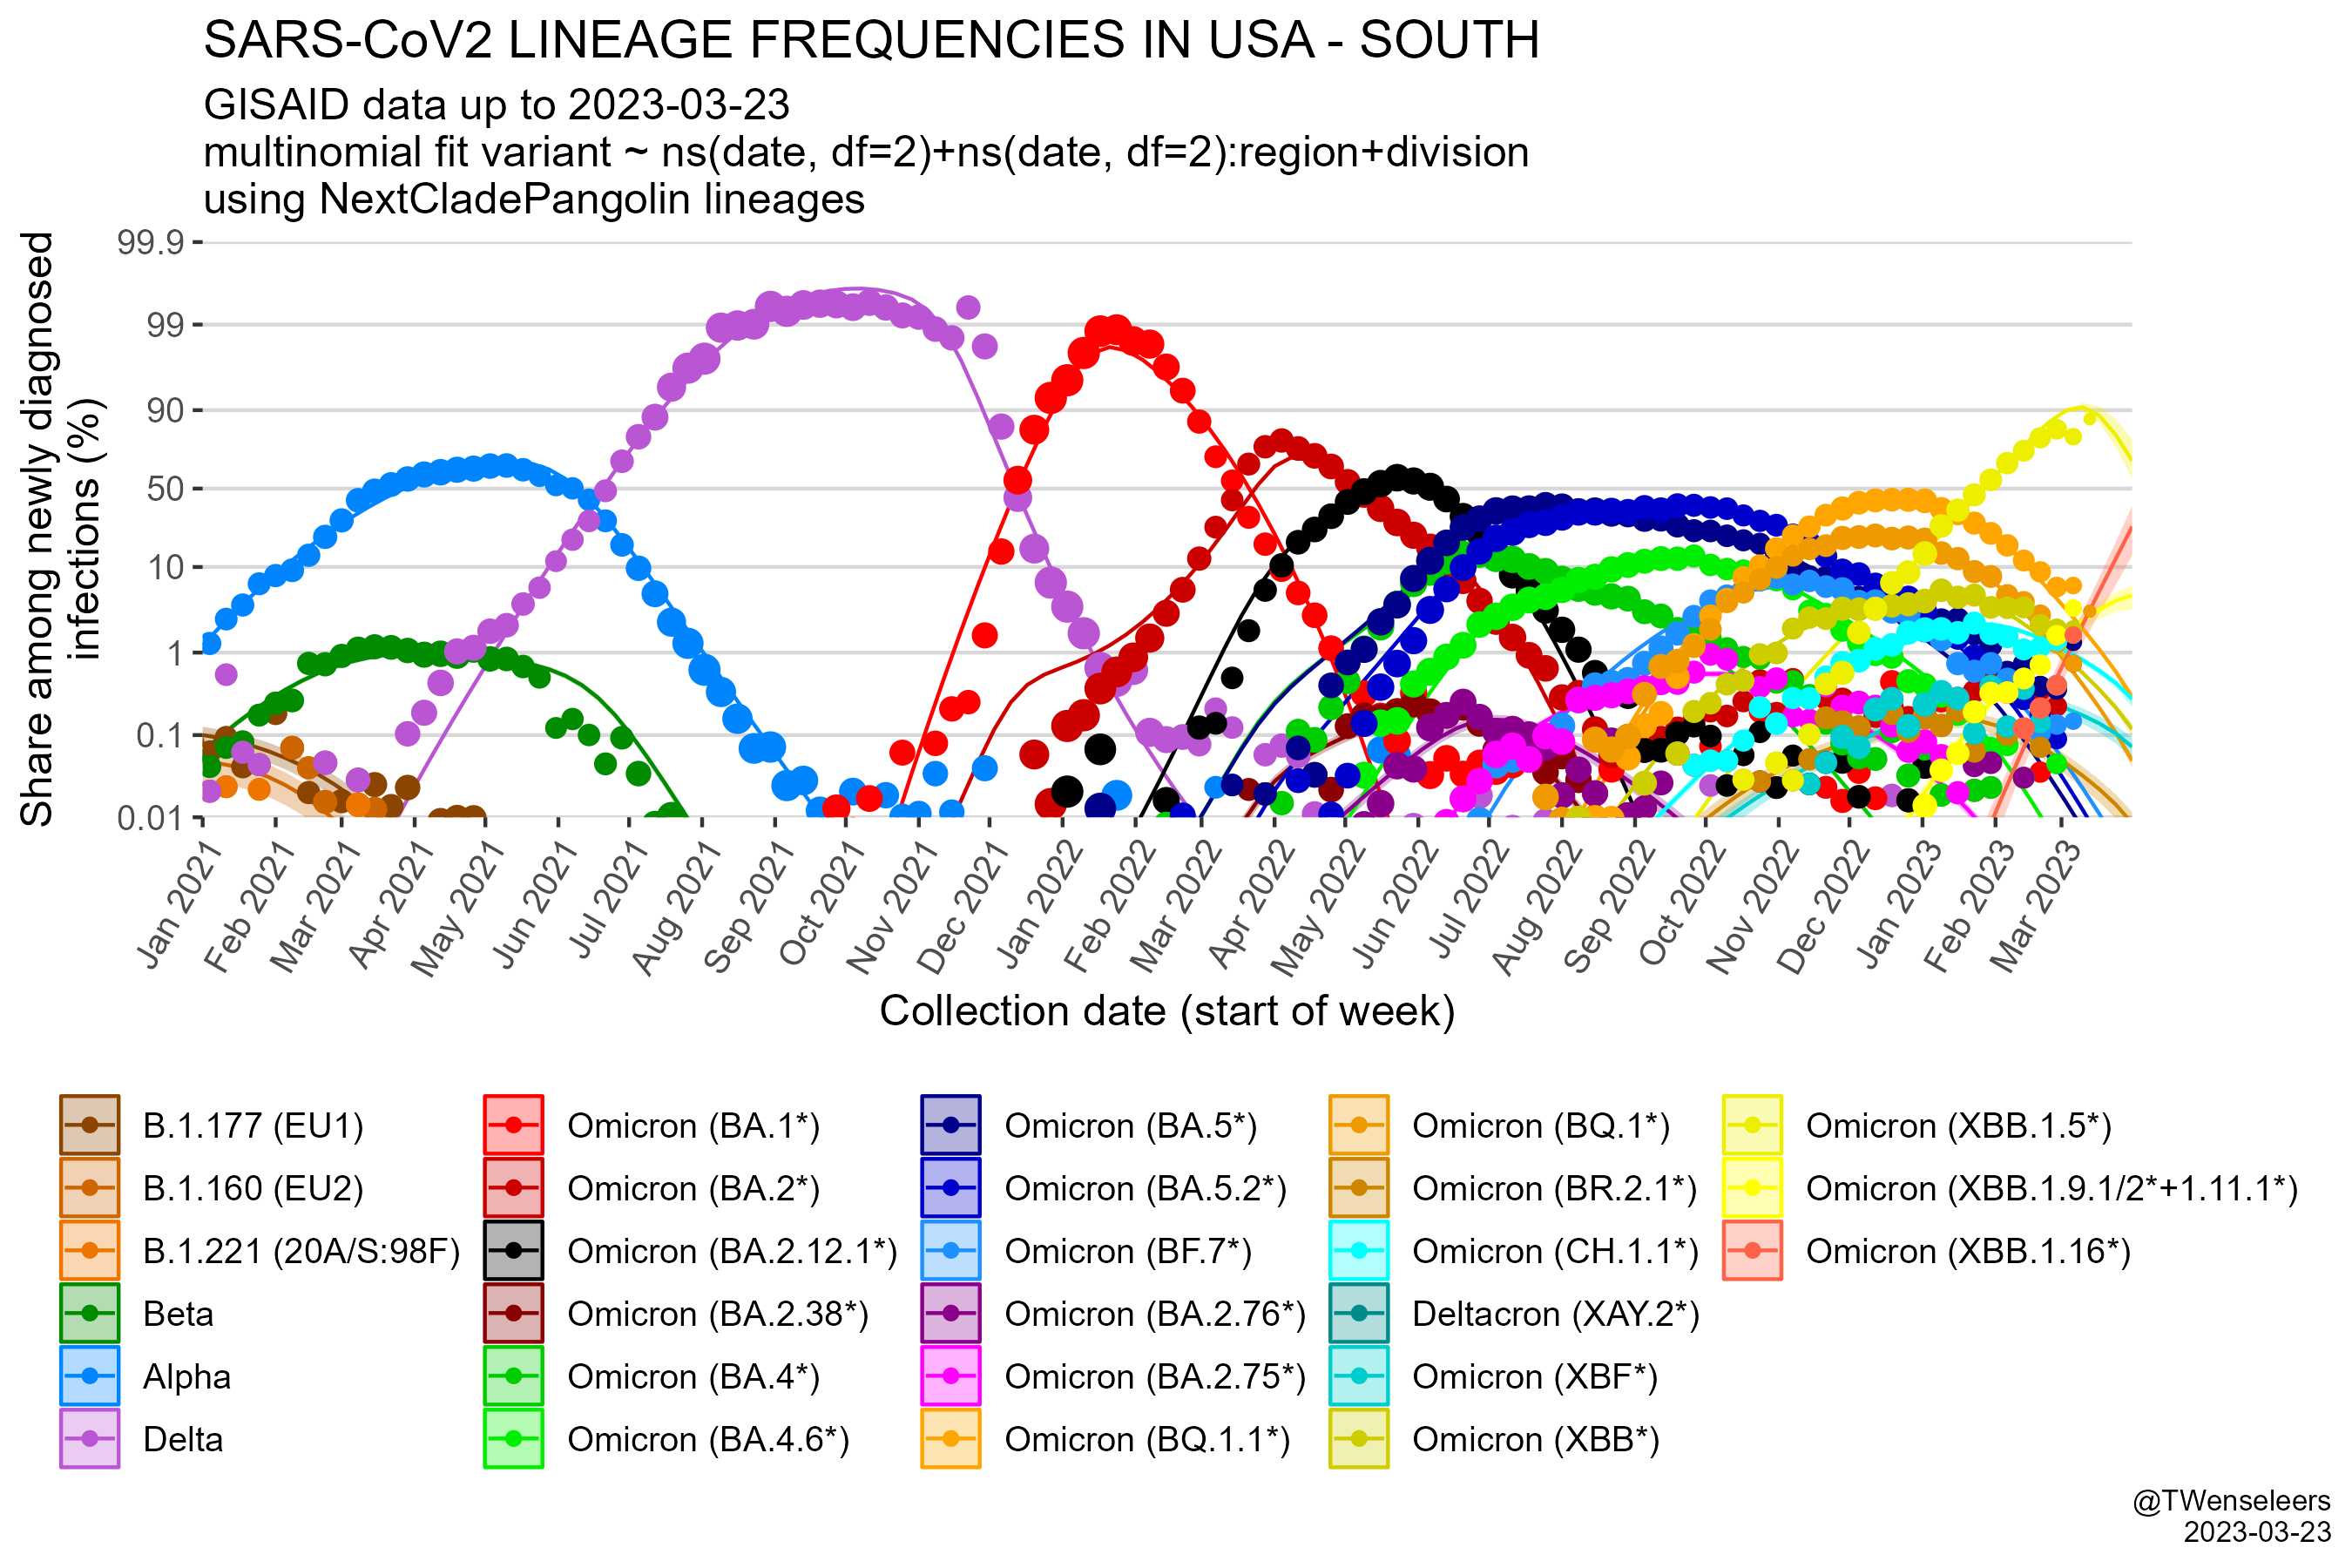 SARS-CoV2 LINEAGE FREQUENCIES IN USA - SOUTH
GISAID data up to 2023-03-23
multinomial fit variant ~ ns(date, df=2)+ns(date, df=2):region+division
using NextCladePangolin lineages
Share among newly diagnosed
infections (%)
99.9
99
90
50
10
1
0.1
0.01
Jan 2021
Feb 2021
Mar 2021
Apr 2021
May 2021
Jun 2021
Jul 2021
Aug 2021
Sep 2021
Oct 2021
Nov 2021
Dec 2021
Jan 2022
Feb 2022
Mar 2022
Apr 2022
May 2022
Jun 2022
Jul 2022
Aug 2022
Sep 2022
Oct 2022
Nov 2022
Dec 2022
Jan 2023
Feb 2023
Mar 2023
Collection date (start of week)
B.1.177 (EU1)
B.1.160 (EU2)
B.1.221 (20A/S:98F)
Beta
Alpha
Delta
Omicron (BA.1*)
Omicron (BA.2*)
Omicron (BA.2.12.1*)
Omicron (BA.2.38*)
Omicron (BA.4*)
Omicron (BA.4.6*)
Omicron (BA.5*)
Omicron (BA.5.2*)
Omicron (BF.7*)
Omicron (BA.2.76*)
Omicron (BA.2.75*)
Omicron (BQ.1.1*)
Omicron (BQ.1*)
Omicron (BR.2.1*)
Omicron (CH.1.1*)
Deltacron (XAY.2*)
Omicron (XBF*)
Omicron (XBB*)
Omicron (XBB.1.5*)
Omicron (XBB.1.9.1/2*+1.11.1*)
Omicron (XBB.1.16*)
@TWenseleers
2023-03-23